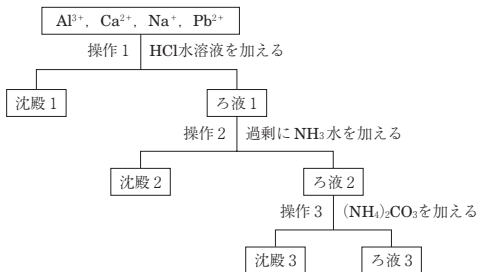 Al³⁺, Ca²⁺, Na⁺, Pb²⁺
操作1 HCl水溶液を加える
沈殿1 ろ液1
操作2 過剰にNH₃水を加える
沈殿2 ろ液2
操作3 (NH₄)₂CO₃を加える
沈殿3 ろ液3